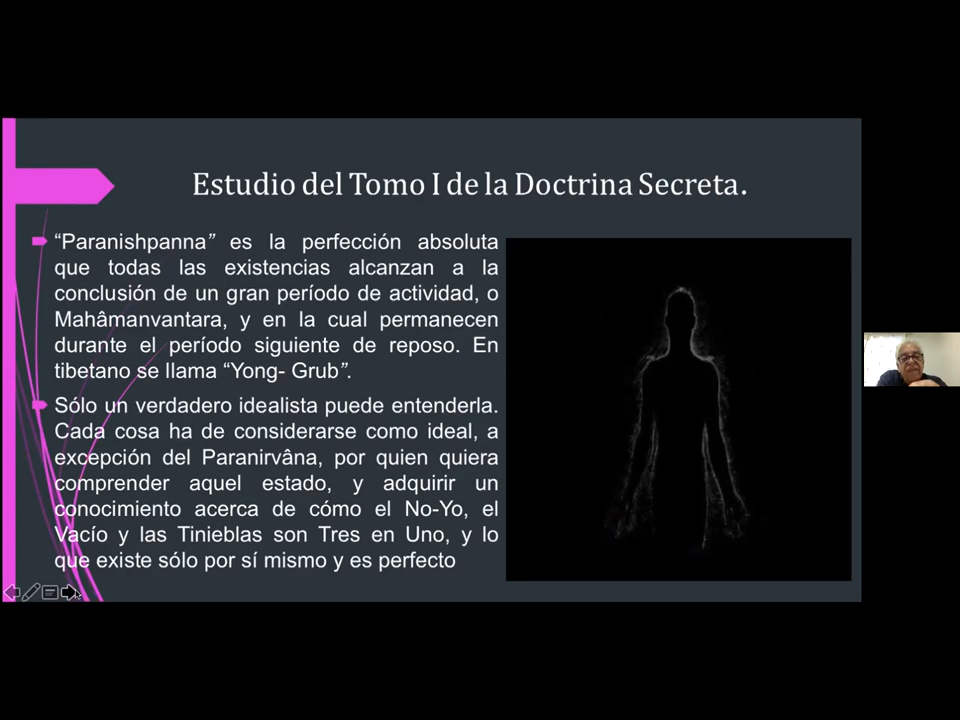 Estudio del Tomo I de la Doctrina Secreta.
“Paranishpanna” es la perfección absoluta
que todas las existencias alcanzan a la
conclusión de un gran período de actividad, o
Mahâmanvantara, y en la cual permanecen
durante el período siguiente de reposo. En
tibetano se llama “Yong- Grub”.
Sólo un verdadero idealista puede entenderla.
Cada cosa ha de considerarse como ideal, a
excepción del Paranirvâna, por quien quiera
comprender aquel estado, y adquirir un
conocimiento acerca de cómo el No-Yo, el
Vacío y las Tinieblas son Tres en Uno, y lo
que existe sólo por sí mismo y es perfecto